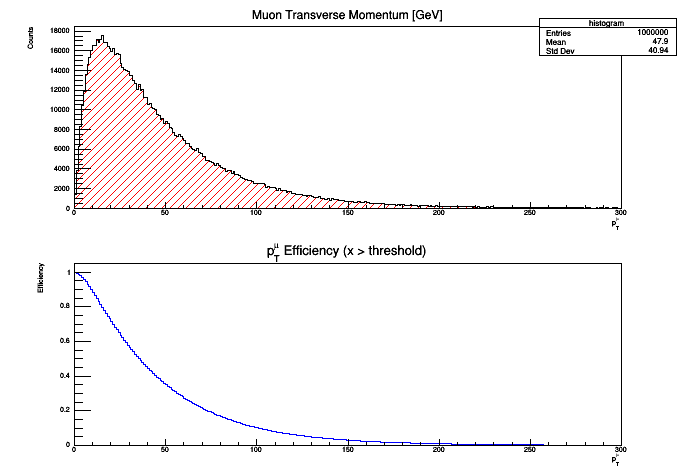 Muon Transverse Momentum [GeV]
histogram
Entries 1000000
Mean 47.9
Std Dev 40.94
Counts
18000
16000
14000
12000
10000
8000
6000
4000
2000
0
0 50 100 150 200 250 300
p_T^μ
p_T^μ Efficiency (x > threshold)
Efficiency
1
0.8
0.6
0.4
0.2
0
0 50 100 150 200 250 300
p_T^μ